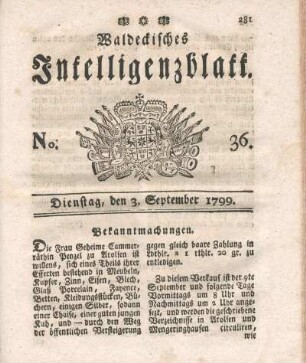 281
Waldeckisches
Intelligenzblatt.
No: 36.
Dienstag, den 3. September 1799.
Bekanntmachungen.
Die Frau Geheime Cammer-
räthin Penzel zu Arolsen ist
willens, sich eines Theils ihrer
Effecten bestehend in Meubeln,
Kupfer, Zinn, Eisen, Blech,
Glas Porcelain, Fayence,
Betten, Kleidungsstücken, Bü-
chern, einigen Silber, sodann
einer Chaise, einer guten jungen
Kuh, und — durch den Weg
der öffentlichen Versteigerung
gegen gleich baare Zahlung in
Lthlr. a 1 rthlr. 20 gr. zu
entledigen.
Zu diesem Verkauf ist der 9te
September und folgende Tage
Vormittags um 8 Uhr und
Nachmittags um 2 Uhr ange-
setzt, und werden die geschriebene
Verzeichnisse in Arolsen und
Mengeringhausen circuliren,
wie